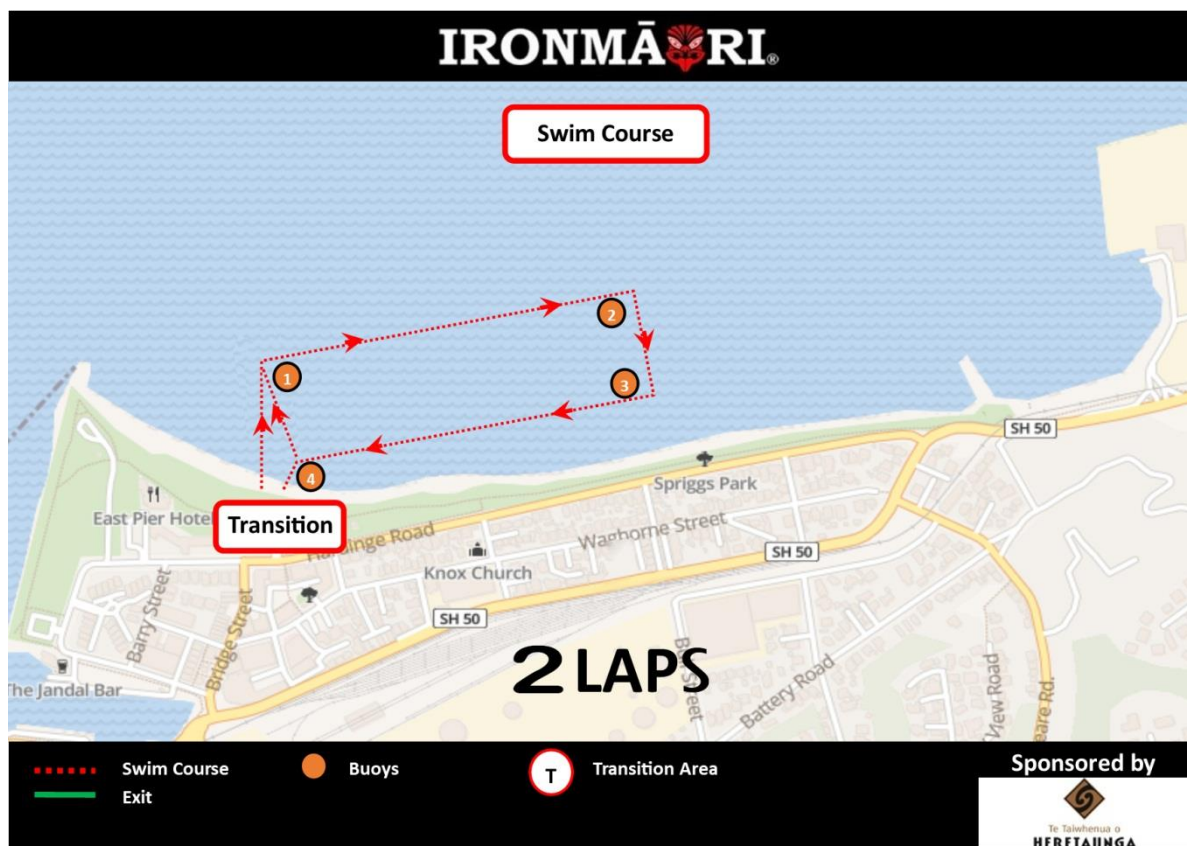 IRONMĀORI®
Swim Course
2
1
3
4
SH 50
Spriggs Park
East Pier Hotel
Transition
Wagborne Street
SH 50
Knox Church
SH 50
Barry Street
Bridge Street
2 LAPS
Street
Battery Road
View Road
The Jandal Bar
Swim Course
Buoys
T
Transition Area
Exit
Sponsored by
Te Taiwhenua o
HERETAUNGA